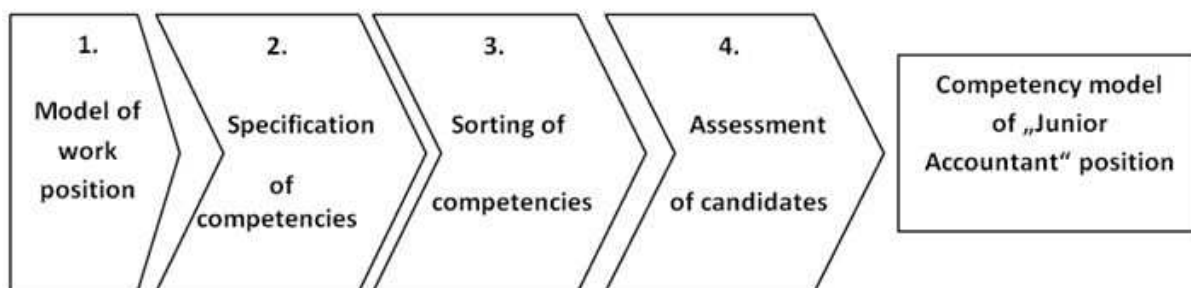 1.
Model of
work
position
2.
Specification
of
competencies
3.
Sorting of
competencies
4.
Assessment
of candidates
Competency model
of „Junior
Accountant“ position